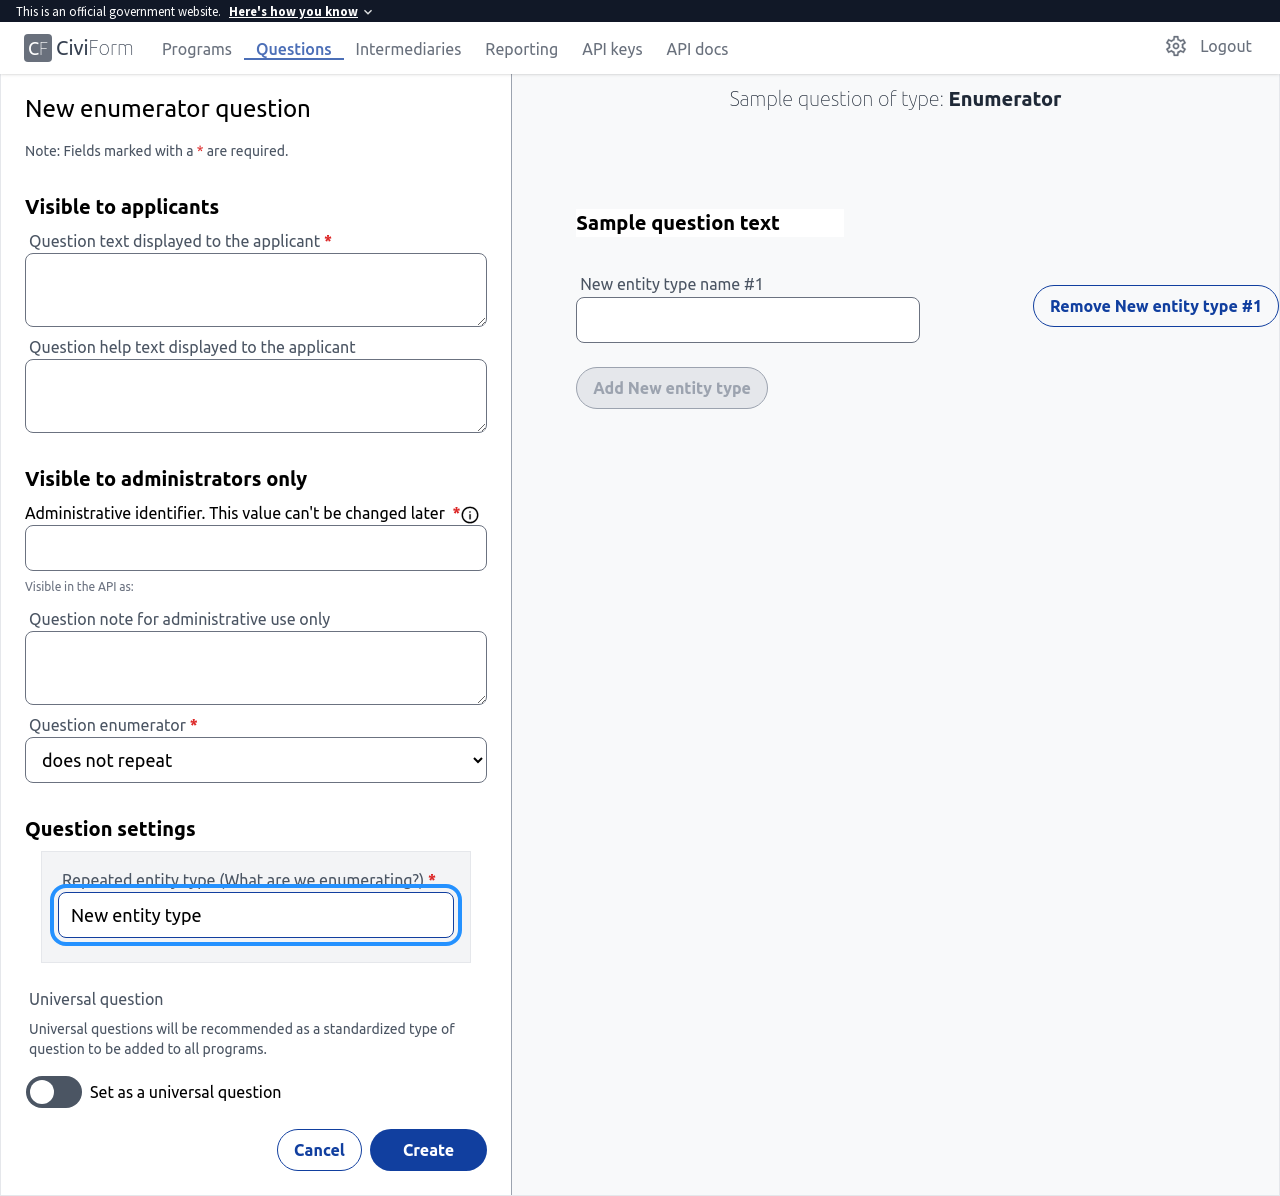 This is an official government website. Here's how you know
CF CiviForm Programs Questions Intermediaries Reporting API keys API docs Logout
New enumerator question
Note: Fields marked with a * are required.
Visible to applicants
Question text displayed to the applicant *
Question help text displayed to the applicant
Visible to administrators only
Administrative identifier. This value can't be changed later *
Visible in the API as:
Question note for administrative use only
Question enumerator *
does not repeat
Question settings
Repeated entity type (What are we enumerating?) *
New entity type
Universal question
Universal questions will be recommended as a standardized type of
question to be added to all programs.
Set as a universal question
Cancel Create
Sample question of type: Enumerator
Sample question text
New entity type name #1
Remove New entity type #1
Add New entity type